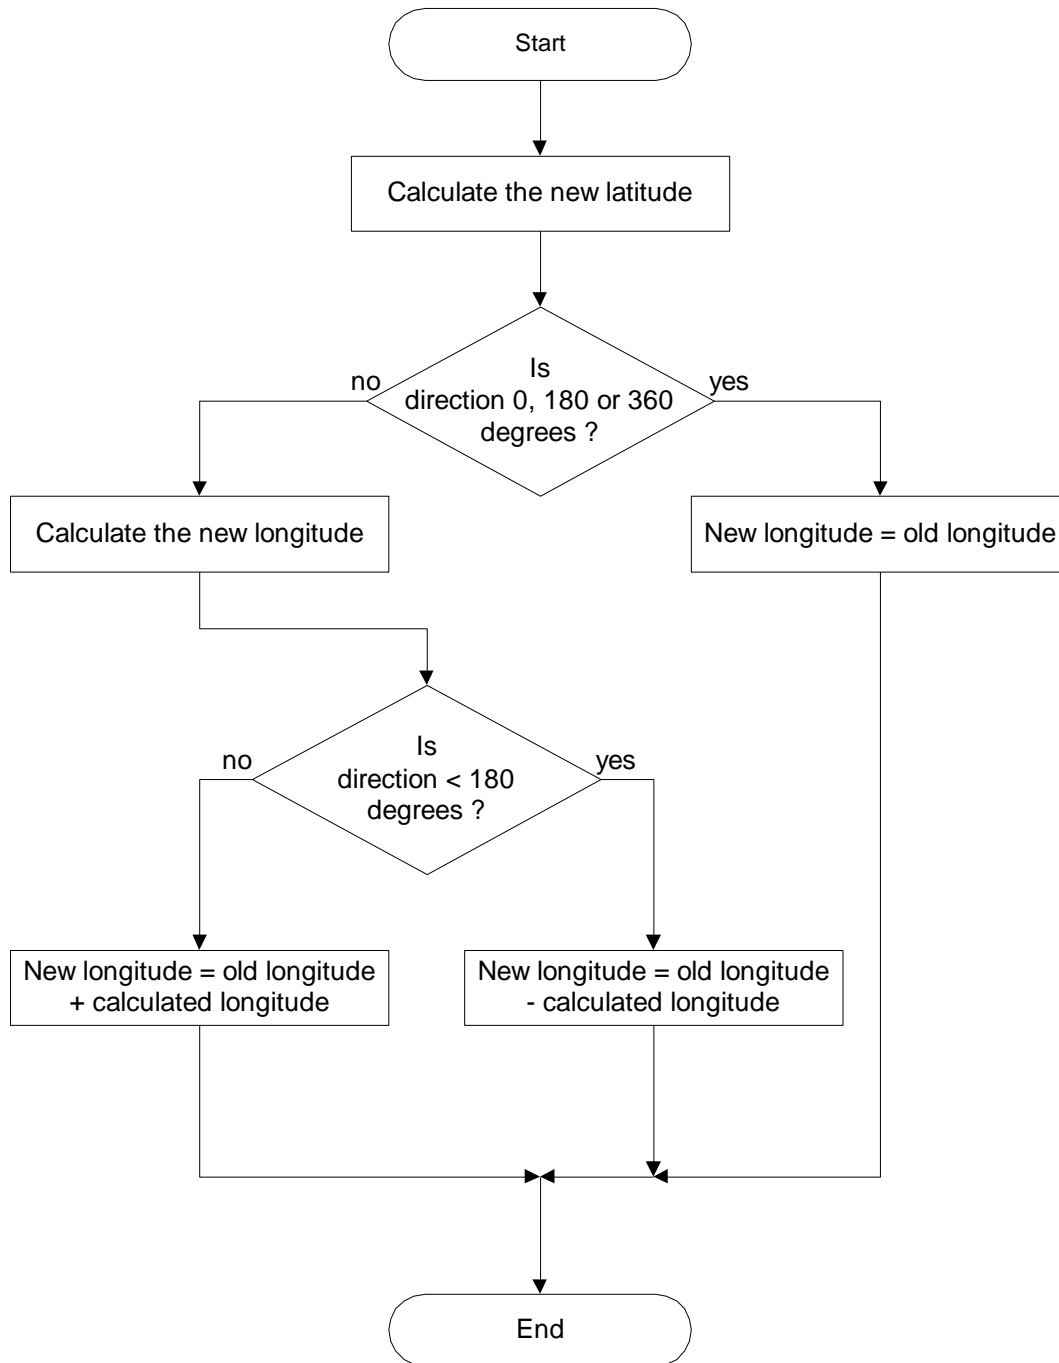 Start
Calculate the new latitude
Is
direction 0, 180 or 360
degrees ?
no
yes
Calculate the new longitude
New longitude = old longitude
Is
direction < 180
degrees ?
no
yes
New longitude = old longitude
+ calculated longitude
New longitude = old longitude
- calculated longitude
End